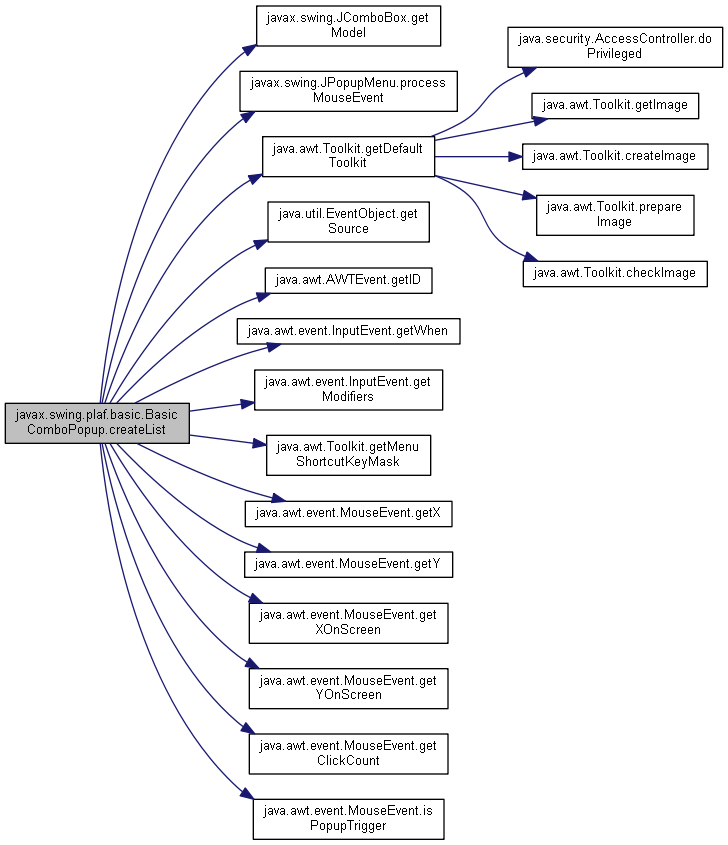 javax.swing.plaf.basic.Basic
ComboPopup.createList
javax.swing.JComboBox.get
Model
javax.swing.JPopupMenu.process
MouseEvent
java.awt.Toolkit.getDefault
Toolkit
java.security.AccessController.do
Privileged
java.awt.Toolkit.getImage
java.awt.Toolkit.createImage
java.awt.Toolkit.prepare
Image
java.awt.Toolkit.checkImage
java.util.EventObject.get
Source
java.awt.AWTEvent.getID
java.awt.event.InputEvent.getWhen
java.awt.event.InputEvent.get
Modifiers
java.awt.Toolkit.getMenu
ShortcutKeyMask
java.awt.event.MouseEvent.getX
java.awt.event.MouseEvent.getY
java.awt.event.MouseEvent.get
XOnScreen
java.awt.event.MouseEvent.get
YOnScreen
java.awt.event.MouseEvent.get
ClickCount
java.awt.event.MouseEvent.is
PopupTrigger